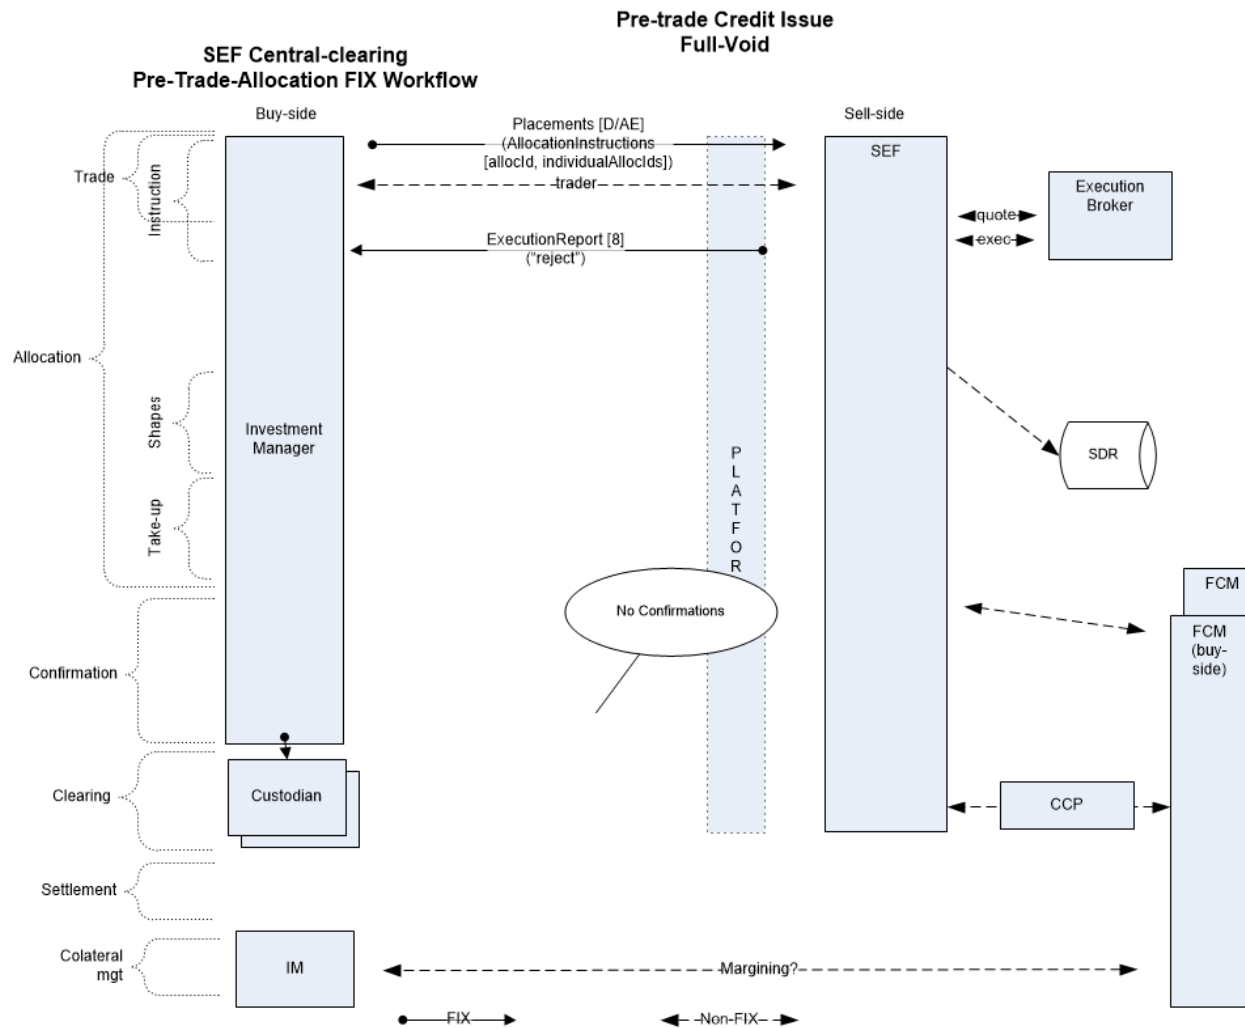 Pre-trade Credit Issue
Full-Void
SEF Central-clearing
Pre-Trade-Allocation FIX Workflow
Buy-side
Placements [D/AE]
(AllocationInstructions
[allocId, individualAllocIds])
Sell-side
SEF
Trade
Instruction
trader
Execution
Broker
quote
exec
ExecutionReport [8]
("reject")
Allocation
Shapes
Investment
Manager
SDR
P
L
A
T
F
O
R
Take-up
No Confirmations
FCM
FCM
(buy-
side)
Confirmation
Clearing
Custodian
CCP
Settlement
Colateral
mgt
IM
Margining?
FIX
Non-FIX